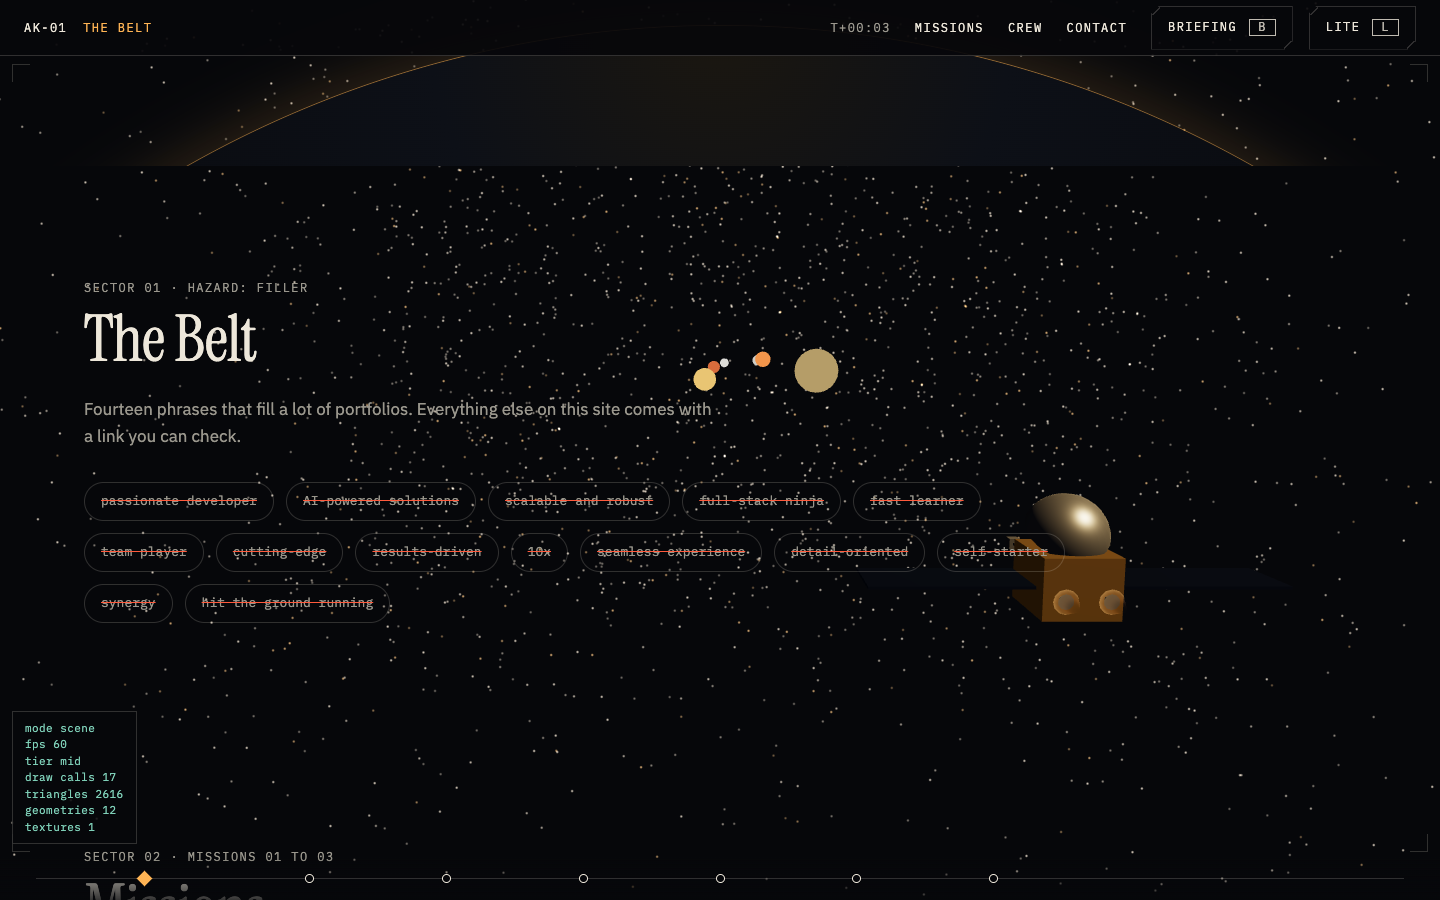 AK-01 THE BELT T+00:03 MISSIONS CREW CONTACT BRIEFING B LITE L
SECTOR 01 · HAZARD: FILLER
The Belt
Fourteen phrases that fill a lot of portfolios. Everything else on this site comes with
a link you can check.
passionate developer AI-powered solutions scalable and robust full-stack ninja fast learner
team player cutting-edge results-driven 10x seamless experience detail-oriented self-starter
synergy hit the ground running
mode scene
fps 60
tier mid
draw calls 17
triangles 2616
geometries 12
textures 1
SECTOR 02 · MISSIONS 01 TO 03
Missions